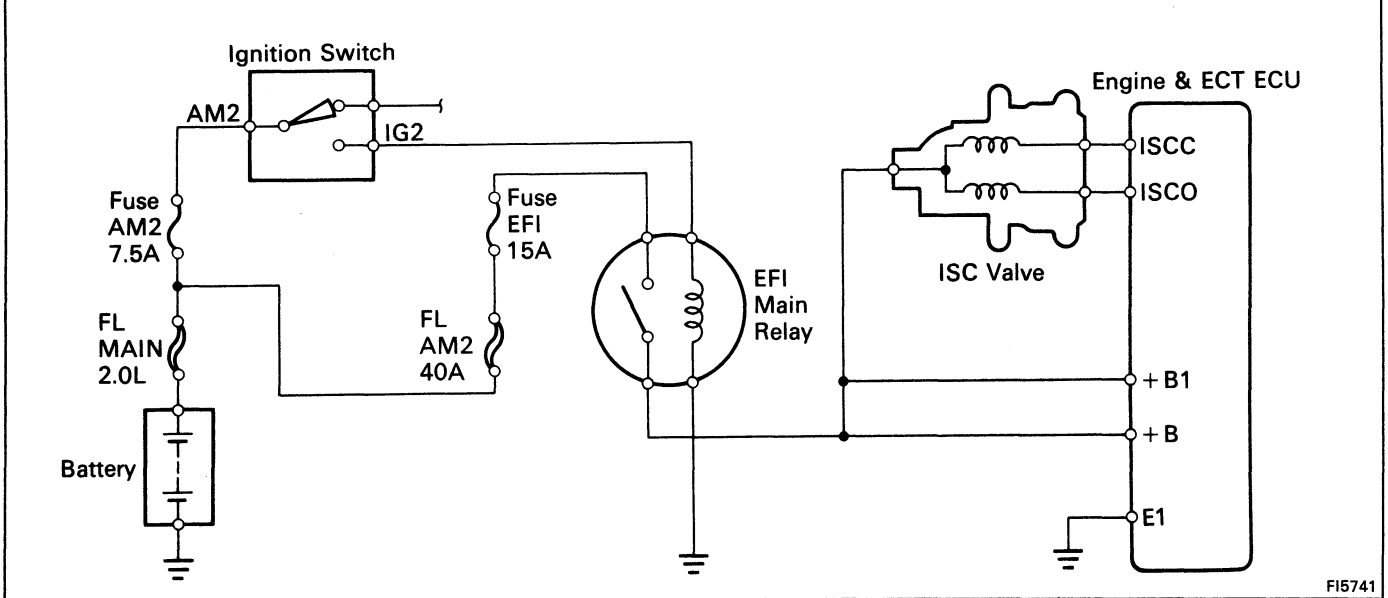 Ignition Switch
AM2
IG2
Fuse
AM2
7.5A
FL
MAIN
2.0L
Battery
Fuse
EFI
15A
FL
AM2
40A
EFI
Main
Relay
ISC Valve
Engine & ECT ECU
ISCC
ISCO
+B1
+B
E1
FI5741